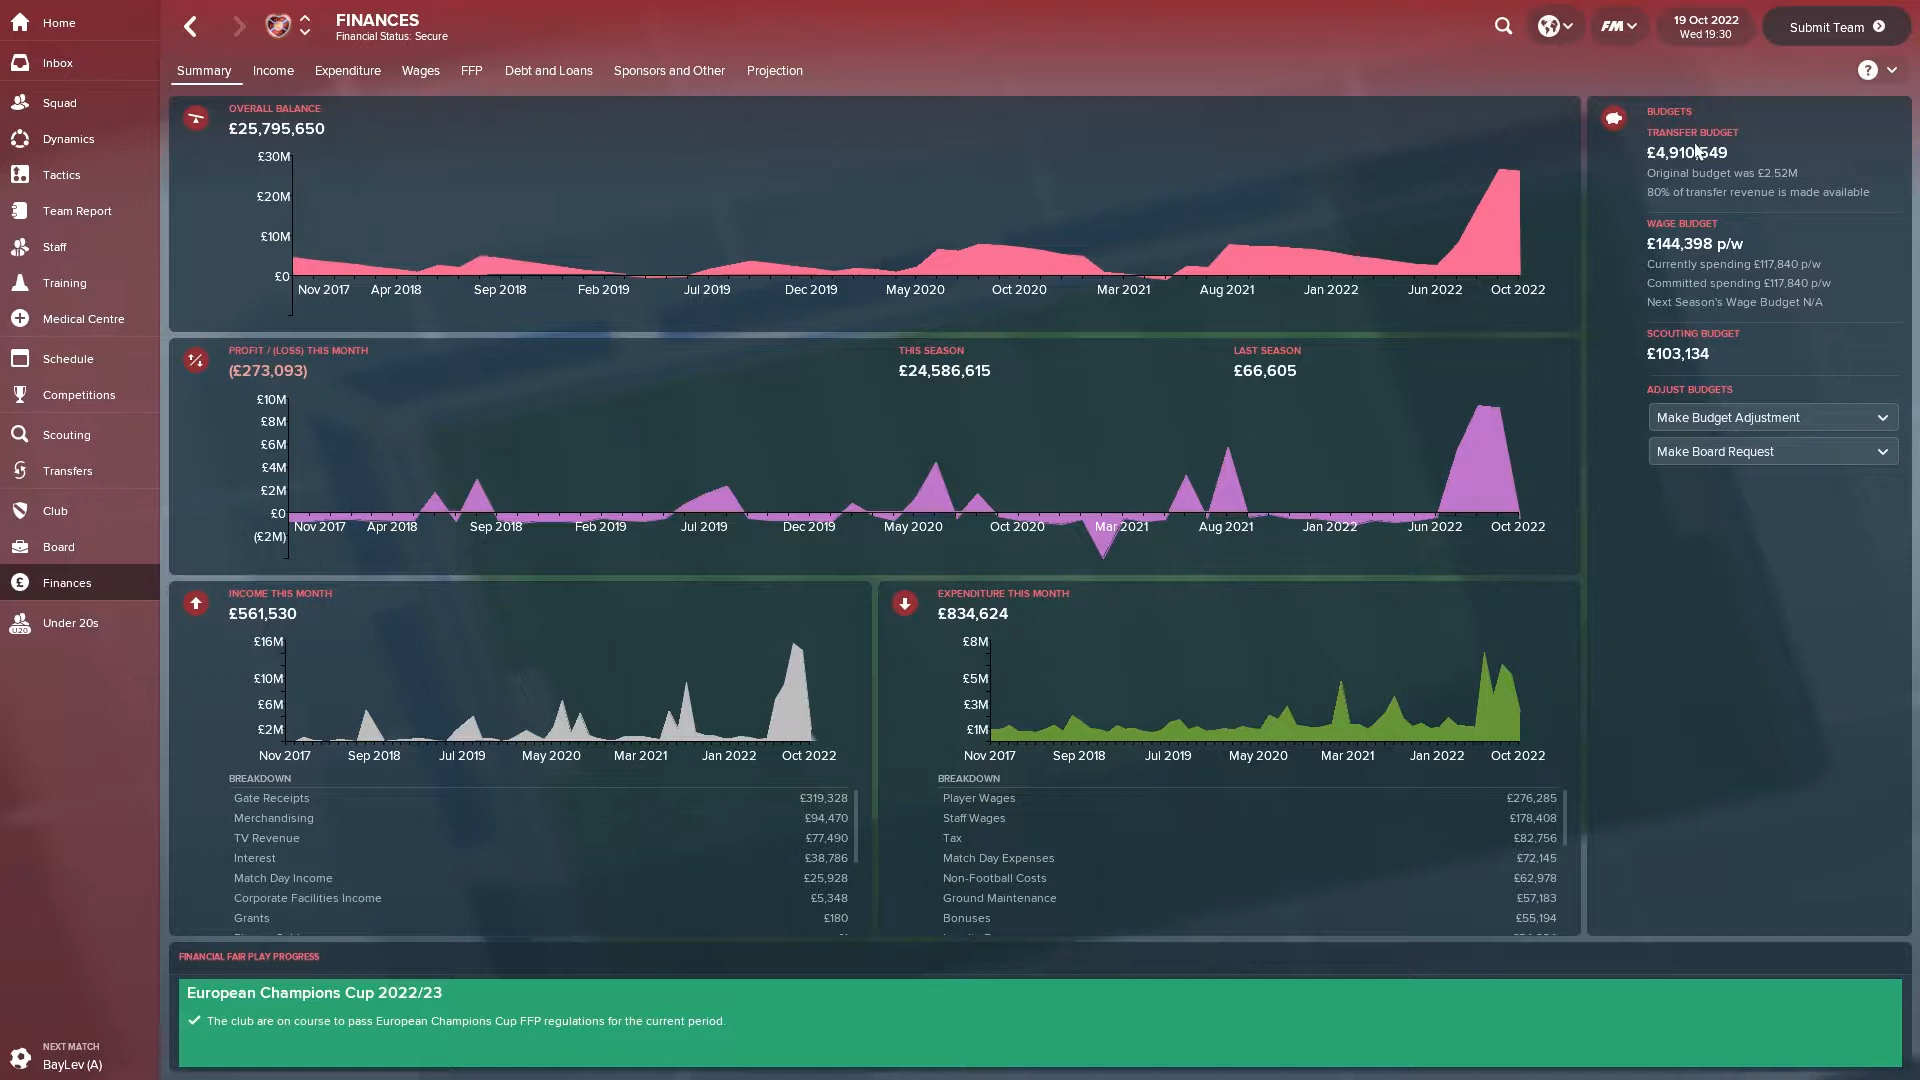 Home
Inbox
Squad
Dynamics
Tactics
Team Report
Staff
Training
Medical Centre
Schedule
Competitions
Scouting
Transfers
Club
Board
£ Finances
U20 Under 20s
NEXT MATCH
BayLev (A)
FINANCES
Financial Status: Secure
FM
19 Oct 2022
Wed 19:30
Submit Team
Summary Income Expenditure Wages FFP Debt and Loans Sponsors and Other Projection
?
OVERALL BALANCE
£25,795,650
£30M
£20M
£10M
£0
Nov 2017 Apr 2018 Sep 2018 Feb 2019 Jul 2019 Dec 2019 May 2020 Oct 2020 Mar 2021 Aug 2021 Jan 2022 Jun 2022 Oct 2022
PROFIT / (LOSS) THIS MONTH
(£273,093)
THIS SEASON
£24,586,615
LAST SEASON
£66,605
£10M
£8M
£6M
£4M
£2M
£0
(£2M)
Nov 2017 Apr 2018 Sep 2018 Feb 2019 Jul 2019 Dec 2019 May 2020 Oct 2020 Mar 2021 Aug 2021 Jan 2022 Jun 2022 Oct 2022
INCOME THIS MONTH
£561,530
£16M
£10M
£6M
£2M
Nov 2017 Sep 2018 Jul 2019 May 2020 Mar 2021 Jan 2022 Oct 2022
BREAKDOWN
Gate Receipts £319,328
Merchandising £94,470
TV Revenue £77,490
Interest £38,786
Match Day Income £25,928
Corporate Facilities Income £5,348
Grants £180
EXPENDITURE THIS MONTH
£834,624
£8M
£5M
£3M
£1M
Nov 2017 Sep 2018 Jul 2019 May 2020 Mar 2021 Jan 2022 Oct 2022
BREAKDOWN
Player Wages £276,285
Staff Wages £178,408
Tax £82,756
Match Day Expenses £72,145
Non-Football Costs £62,978
Ground Maintenance £57,183
Bonuses £55,194
BUDGETS
TRANSFER BUDGET
£4,910,549
Original budget was £2.52M
80% of transfer revenue is made available
WAGE BUDGET
£144,398 p/w
Currently spending £117,840 p/w
Committed spending £117,840 p/w
Next Season's Wage Budget N/A
SCOUTING BUDGET
£103,134
ADJUST BUDGETS
Make Budget Adjustment
Make Board Request
FINANCIAL FAIR PLAY PROGRESS
European Champions Cup 2022/23
The club are on course to pass European Champions Cup FFP regulations for the current period.